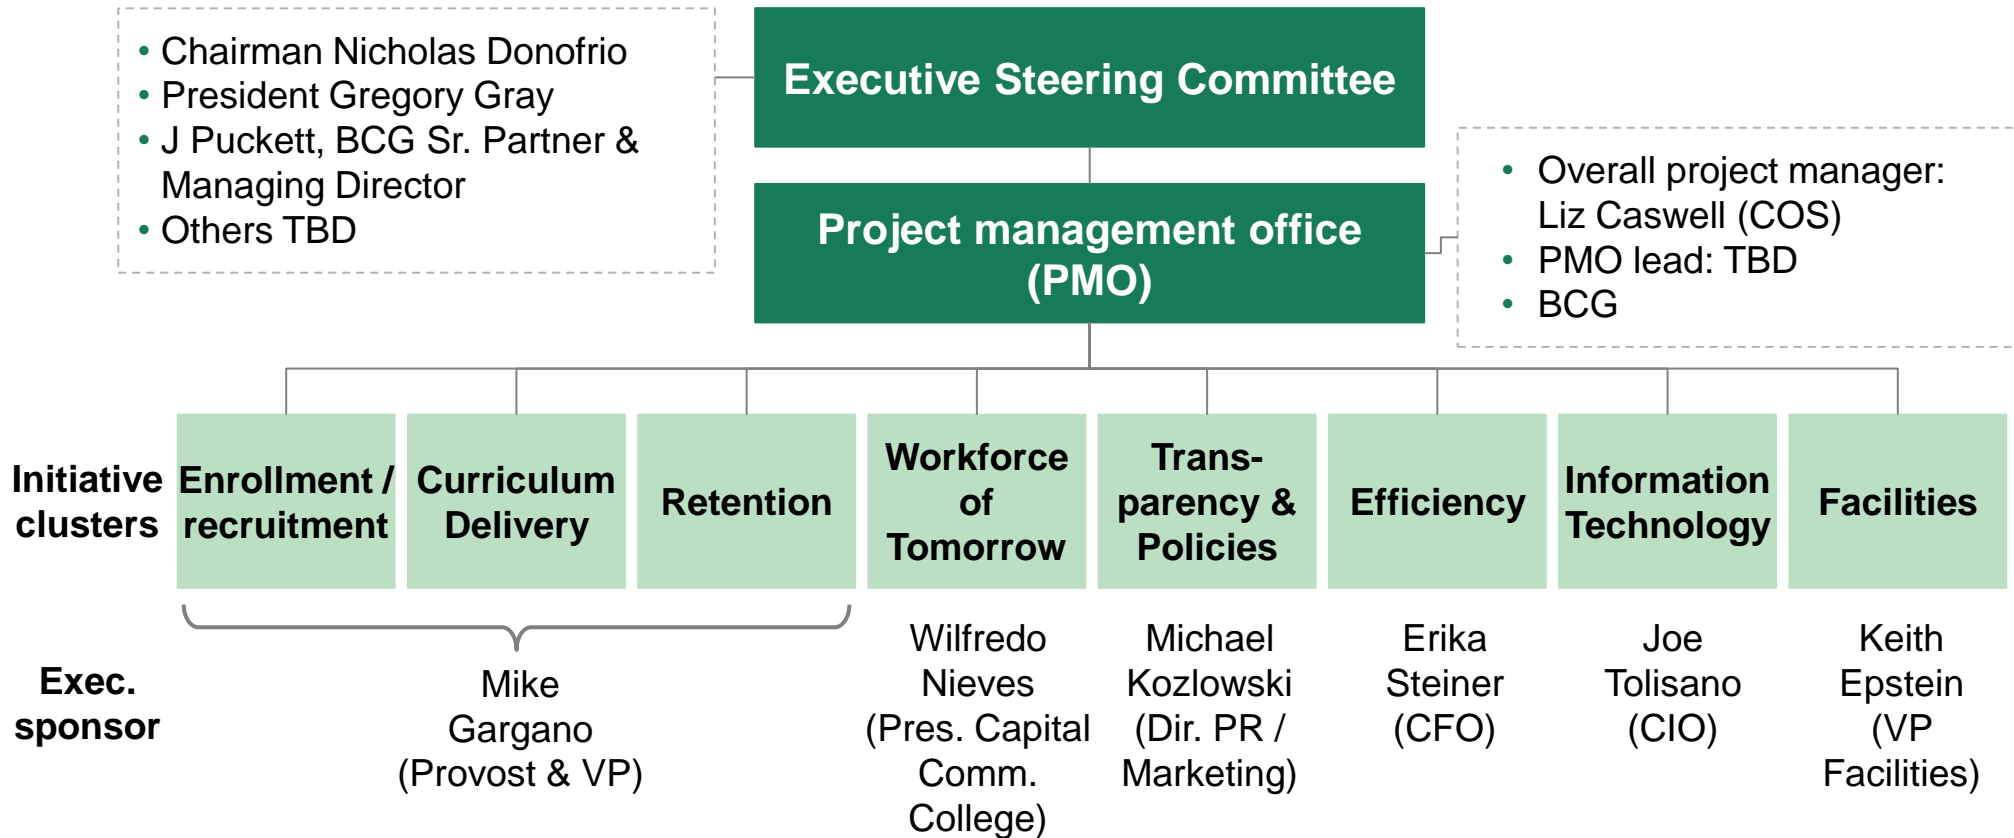 • Chairman Nicholas Donofrio
• President Gregory Gray
• J Puckett, BCG Sr. Partner &
Managing Director
• Others TBD
Executive Steering Committee
Project management office
(PMO)
• Overall project manager:
Liz Caswell (COS)
• PMO lead: TBD
• BCG
Initiative
clusters
Enrollment /
recruitment
Curriculum
Delivery
Retention
Workforce
of
Tomorrow
Trans-
parency &
Policies
Efficiency
Information
Technology
Facilities
Exec.
sponsor
Mike
Gargano
(Provost & VP)
Wilfredo
Nieves
(Pres. Capital
Comm.
College)
Michael
Kozlowski
(Dir. PR /
Marketing)
Erika
Steiner
(CFO)
Joe
Tolisano
(CIO)
Keith
Epstein
(VP
Facilities)